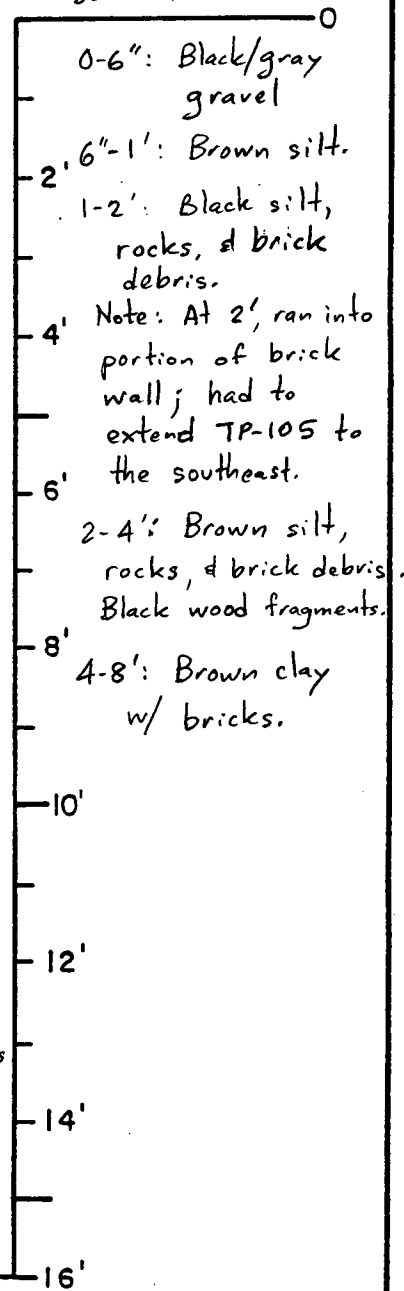 0
0-6": Black/gray
gravel
2' 6"-1': Brown silt.
1-2': Black silt,
rocks, & brick
debris.
4' Note: At 2', ran into
portion of brick
wall; had to
extend TP-105 to
6' the southeast.
2-4': Brown silt,
rocks, & brick debris.
Black wood fragments.
8'
4-8': Brown clay
w/ bricks.
10'
12'
s
14'
16'